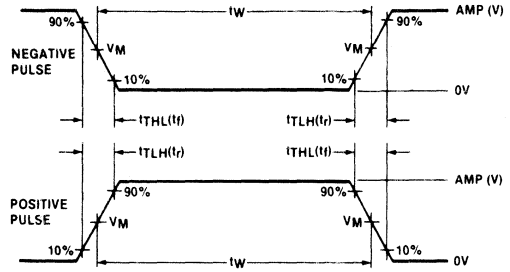 tW
AMP (V)
90%
90%
NEGATIVE
PULSE
VM
VM
10%
10%
0V
tTHL(tf)
tTLH(tr)
tTLH(tr)
tTHL(tf)
AMP (V)
90%
90%
POSITIVE
PULSE
VM
VM
10%
10%
tW
0V